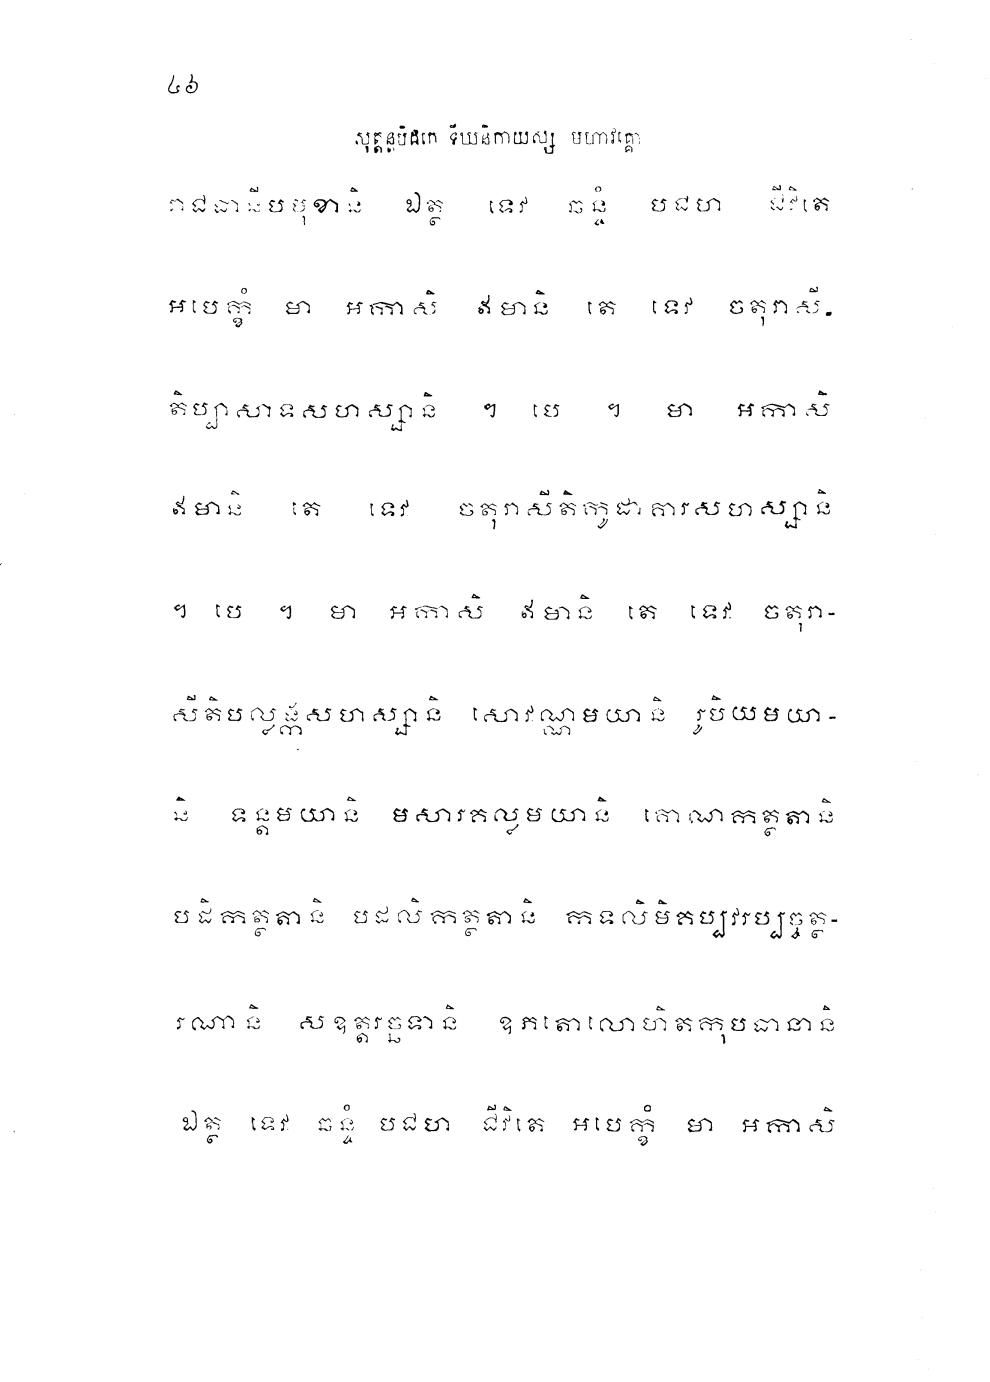 ៤៦
សុត្តន្តបិដកេ ទីឃនិកាយស្ស មហាវគ្គោ
រាជធានីបមុខានិ ឯត្ថ ទេវ ឆន្ទំ បជហ ជីវិតេ
អបេក្ខំ មា អកាសិ ឥមានិ តេ ទេវ ចតុរាសី-
តិប្បាសាទសហស្សានិ ។ បេ ។ មា អកាសិ
ឥមានិ តេ ទេវ ចតុរាសីតិកូដាគារសហស្សានិ
។ បេ ។ មា អកាសិ ឥមានិ តេ ទេវ ចតុរា-
សីតិបល្លង្កសហស្សានិ សោវណ្ណមយានិ រូបិយមយា-
និ ទន្តមយានិ មសារគល្លមយានិ គោណកត្ថតានិ
បដិកត្ថតានិ បដលិកត្ថតានិ កទលិមិគប្បវរប្បច្ចត្ថ-
រណានិ សឧត្តរច្ឆទានិ ឧភតោលោហិតកុបធានានិ
ឯត្ថ ទេវ ឆន្ទំ បជហ ជីវិតេ អបេក្ខំ មា អកាសិ